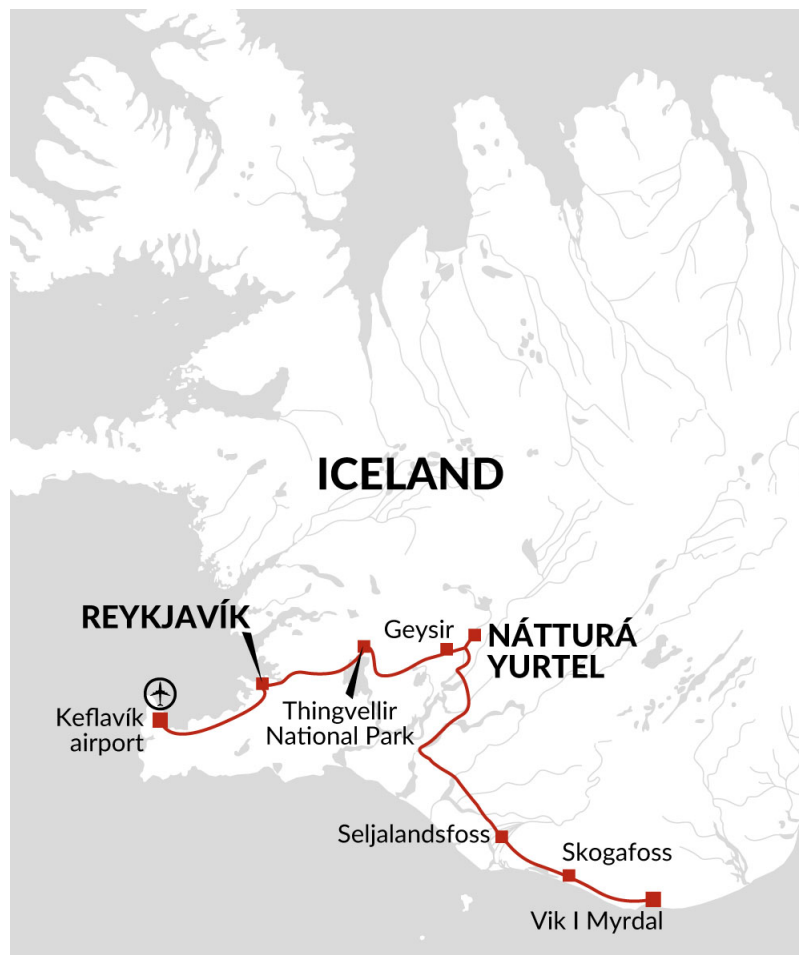 ICELAND
REYKJAVÍK
Geysir
NÁTTURÁ
YURTEL
Keflavík
airport
Thingvellir
National Park
Seljalandsfoss
Skogafoss
Vik I Myrdal